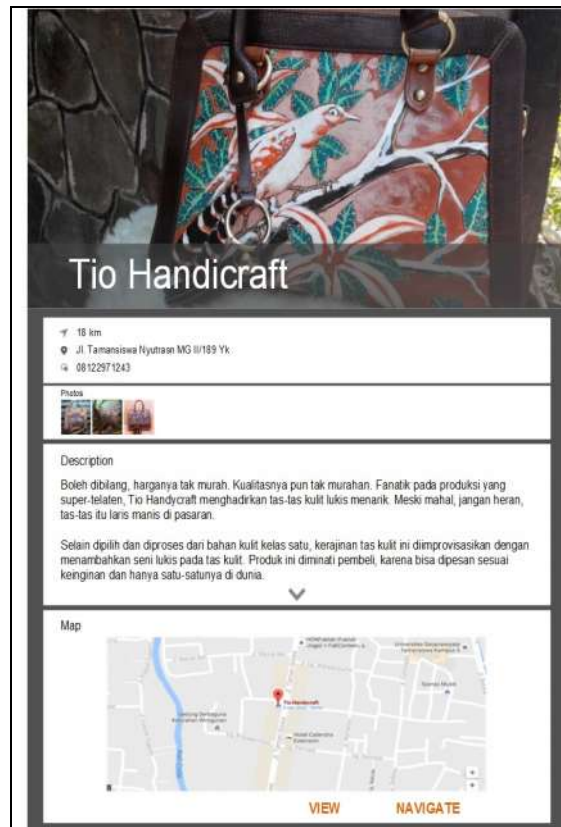 Tio Handicraft
18 km
Jl. Tamansiswa Nyutrasn MG II/189 Yk
08122971243
Photos
Description
Boleh dibilang, harganya tak murah. Kualitasnya pun tak murahan. Fanatik pada produksi yang
super-telaten, Tio Handycraft menghadirkan tas-tas kulit lukis menarik. Meski mahal, jangan heran,
tas-tas itu laris manis di pasaran.
Selain dipilih dan diproses dari bahan kulit kelas satu, kerajinan tas kulit ini diimprovisasikan dengan
menambahkan seni lukis pada tas kulit. Produk ini diminati pembeli, karena bisa dipesan sesuai
keinginan dan hanya satu-satunya di dunia.
Map
Tio Handicraft
VIEW
NAVIGATE